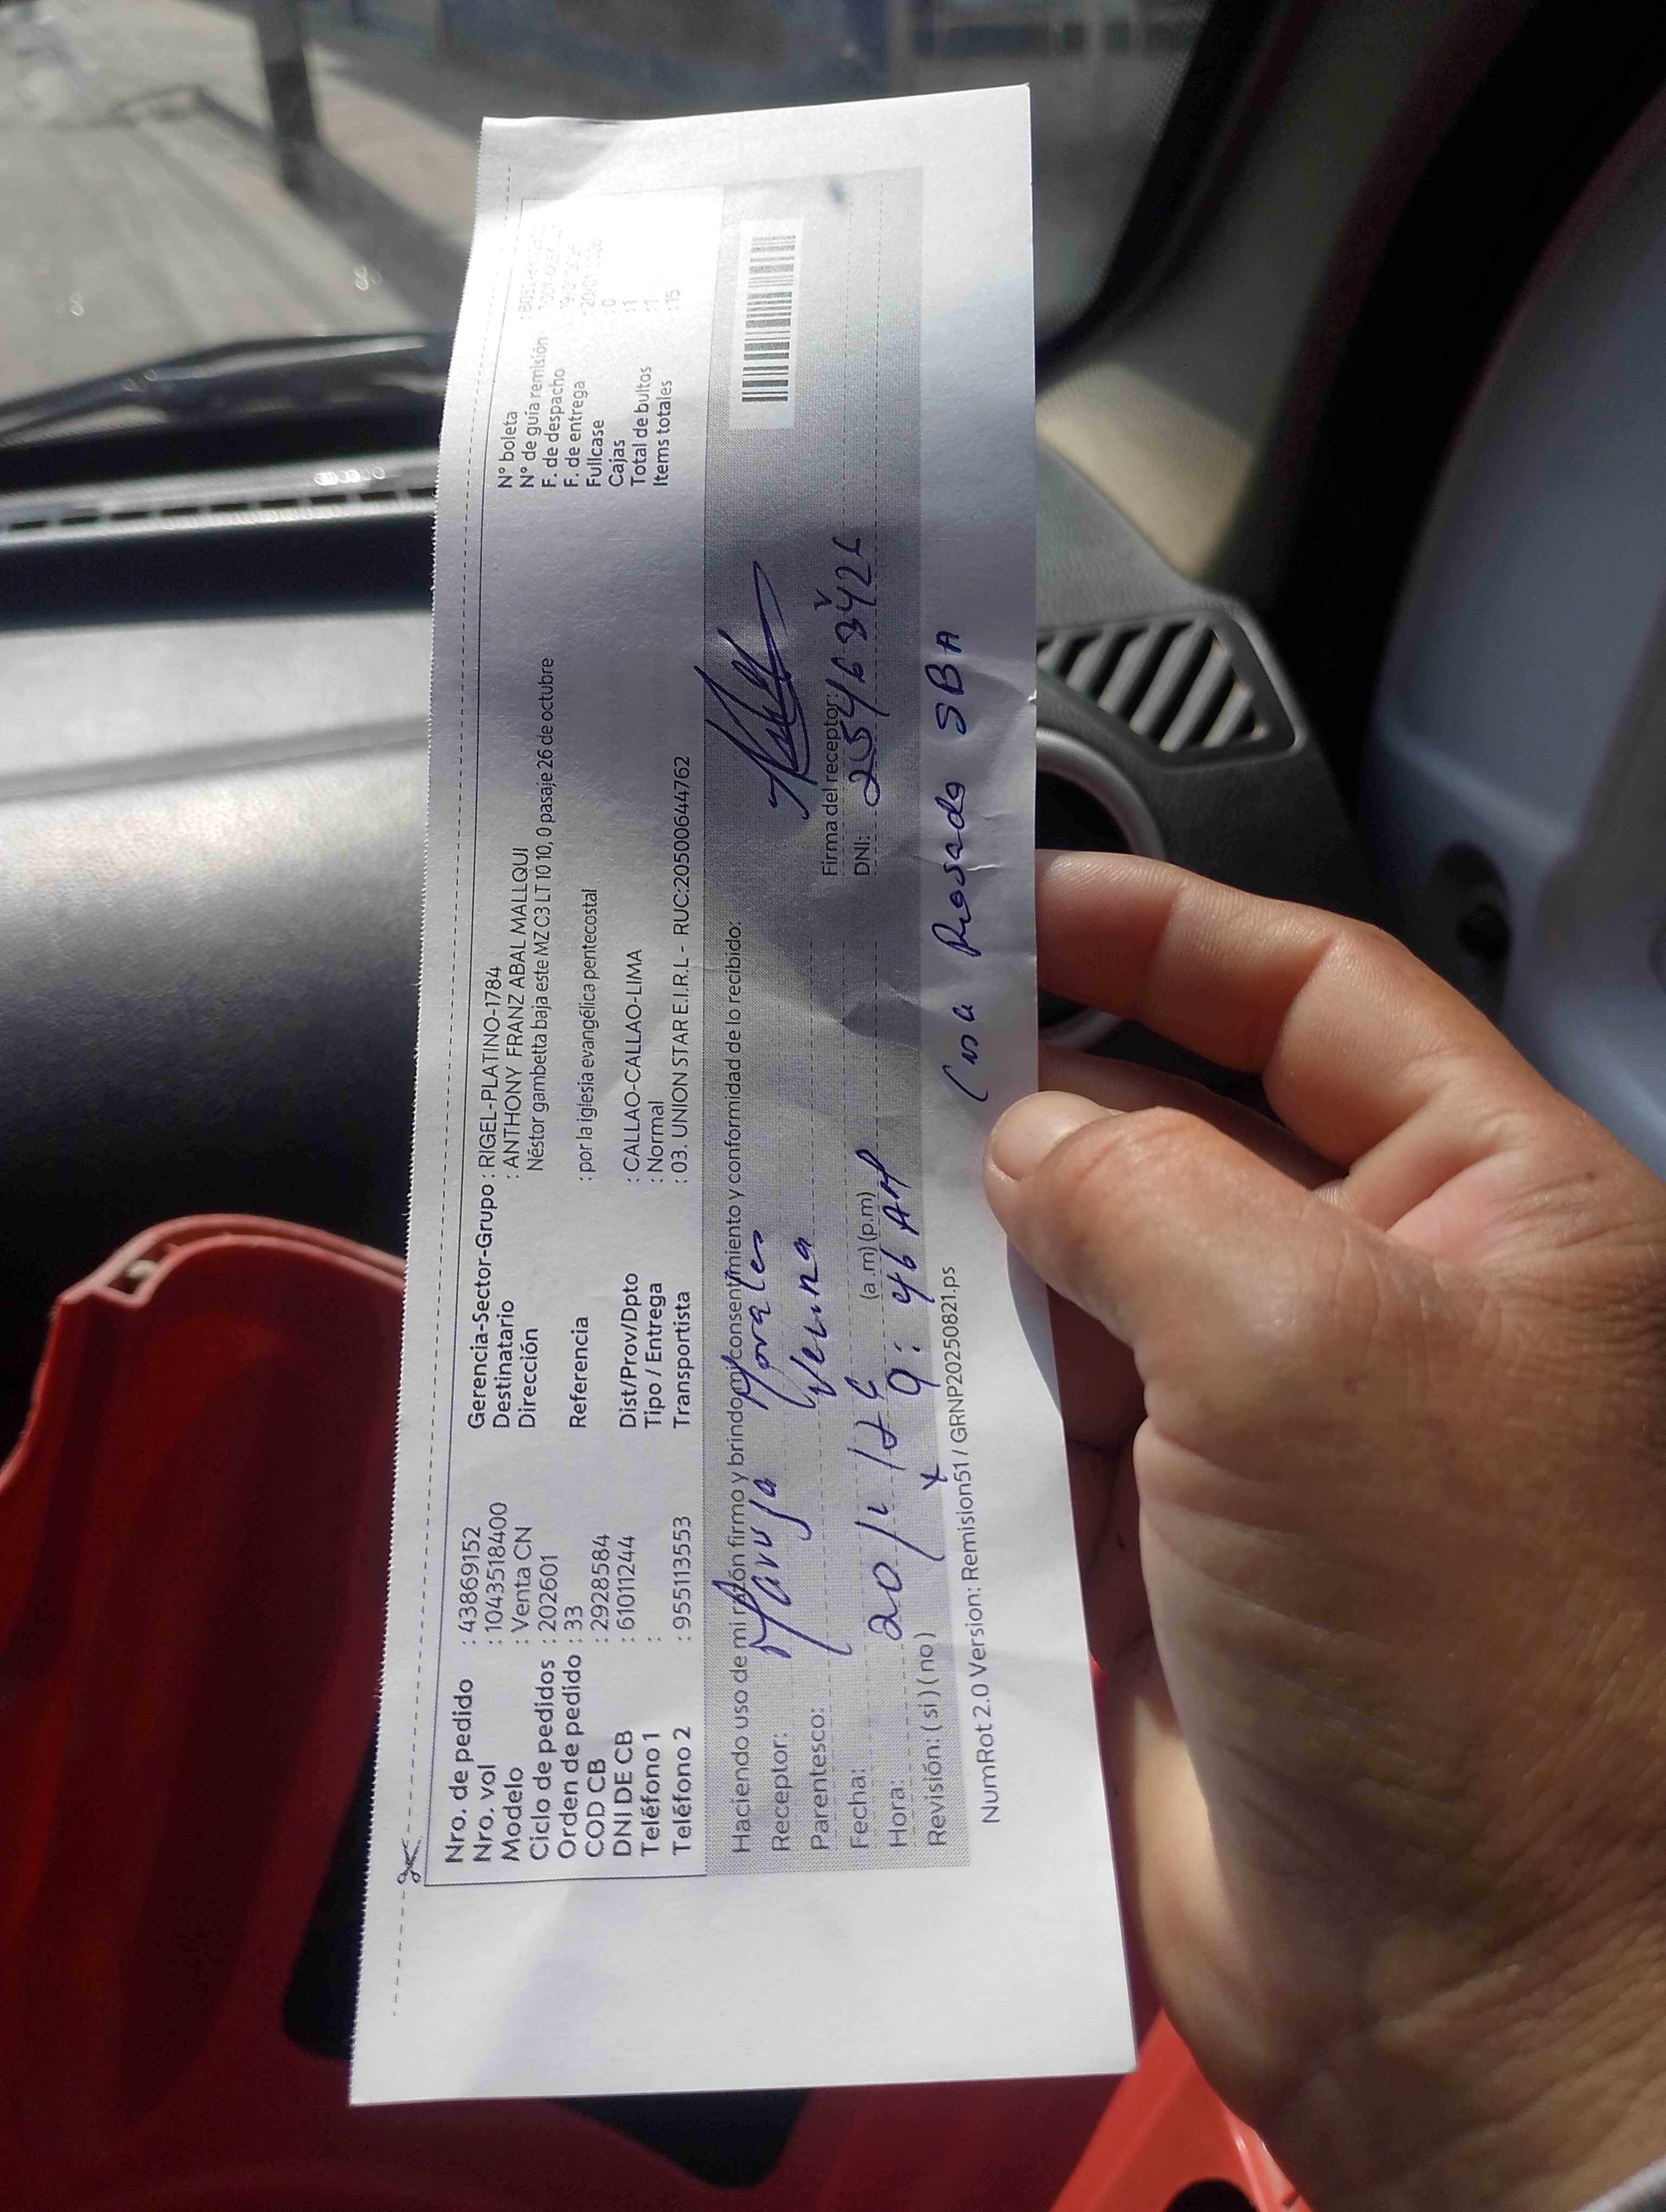 Nro. de pedido : 43869152
Nro. vol : 1043518400
Modelo : Venta CN
Ciclo de pedidos : 202601
Orden de pedido : 33
COD CB : 2928584
DNI DE CB : 61011244
Teléfono 1 :
Teléfono 2 : 955113553
Gerencia-Sector-Grupo : RIGEL-PLATINO-1784
Destinatario : ANTHONY FRANZ ABAL MALLQUI
Dirección Néstor gambetta baja este MZ C3 LT 10 10, 0 pasaje 26 de octubre
Referencia : por la iglesia evangélica pentecostal
Dist/Prov/Dpto : CALLAO-CALLAO-LIMA
Tipo / Entrega : Normal
Transportista : 03. UNION STAR E.I.R.L - RUC:20500644762
N° boleta
N° de guía remisión
F. de despacho
F. de entrega
Fullcase : 0
Cajas : 1
Total de bultos : 1
Items totales : 15
Haciendo uso de mi razón firmo y brindo mi consentimiento y conformidad de lo recibido:
Receptor: Maruja Morales
Parentesco: Vecina
Fecha: 20/1/26
Hora: 9:46 AM (a.m) (p.m)
Revisión: (si) (no)
Firma del receptor:
DNI:
Casa Rosada SBA
NumRot 2.0 Version: Remision51 / GRNP20250821.ps